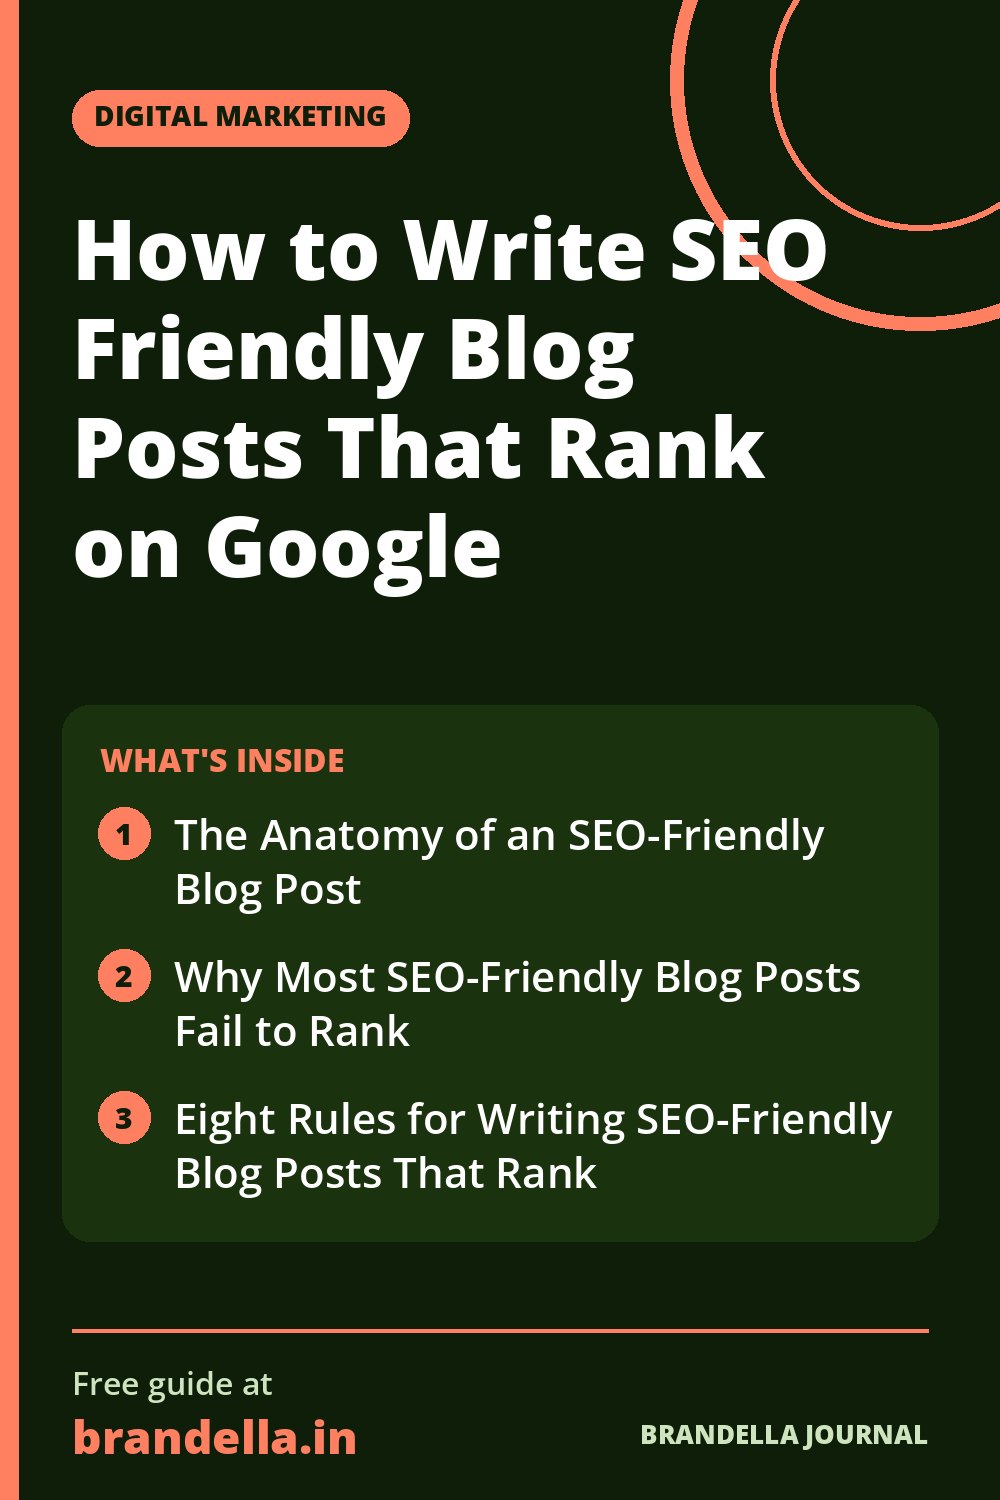 DIGITAL MARKETING
How to Write SEO
Friendly Blog
Posts That Rank
on Google
WHAT'S INSIDE
1 The Anatomy of an SEO-Friendly
Blog Post
2 Why Most SEO-Friendly Blog Posts
Fail to Rank
3 Eight Rules for Writing SEO-Friendly
Blog Posts That Rank
Free guide at
brandella.in
BRANDELLA JOURNAL